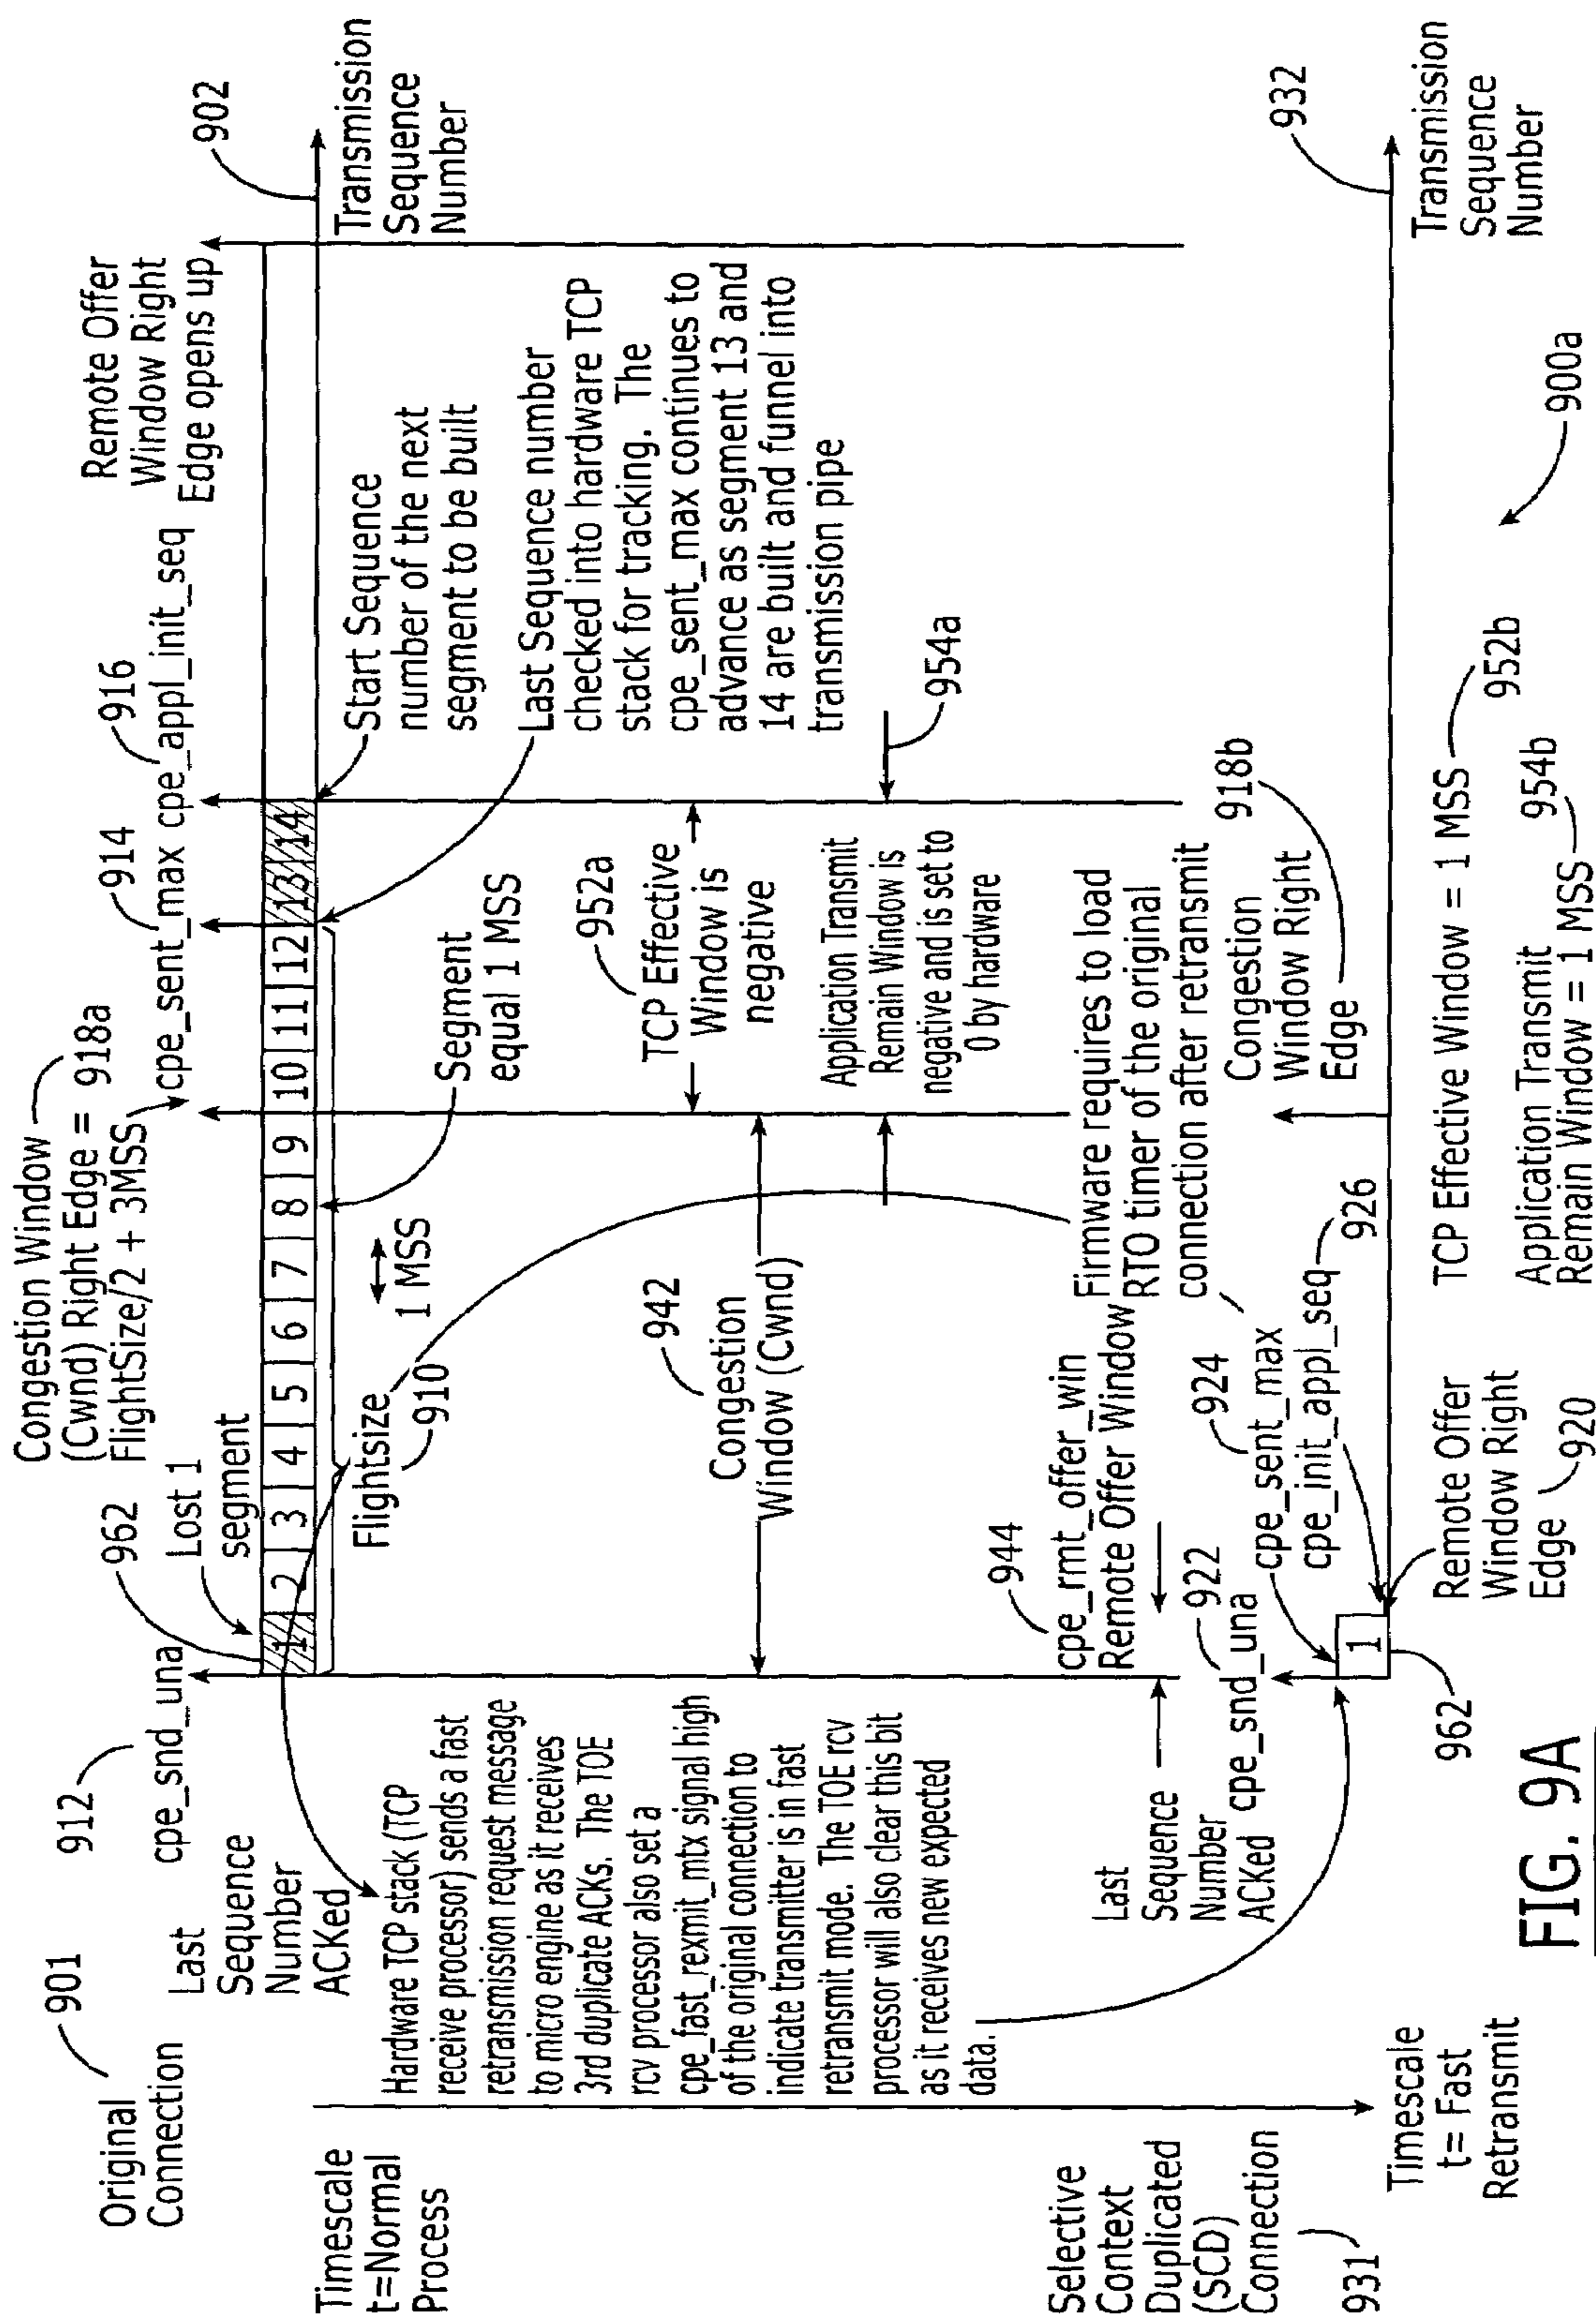 Original
Connection
901
Last
Sequence
Number
ACKed
912
cpe_snd_una
962
Lost 1
segment
Congestion Window
(Cwnd) Right Edge = 918a
FlightSize/2 + 3MSS
914
cpe_sent_max
916
cpe_appl_init_seq
Remote Offer
Window Right
Edge opens up
902
1 2 3 4 5 6 7 8 9 10 11 12 13 14
Transmission
Sequence
Number
Timescale
t=Normal
Process
Flightsize
910
1 MSS
Segment
equal 1 MSS
Start Sequence
number of the next
segment to be built
Last Sequence number
checked into hardware TCP
stack for tracking. The
cpe_sent_max continues to
advance as segment 13 and
14 are built and funnel into
transmission pipe
Hardware TCP stack (TCP
receive processor) sends a fast
retransmission request message
to micro engine as it receives
3rd duplicate ACKs. The TOE
rcv processor also set a
cpe_fast_rexmit_mtx signal high
of the original connection to
indicate transmitter is in fast
retransmit mode. The TOE rcv
processor will also clear this bit
as it receives new expected
data.
942
Congestion
Window (Cwnd)
952a
TCP Effective
Window is
negative
Application Transmit
Remain Window is
negative and is set to
0 by hardware
954a
944
cpe_rmt_offer_win
Remote Offer Window
Firmware requires to load
RTO timer of the original
connection after retransmit
Selective
Context
Duplicated
(SCD)
Connection
931
Last
Sequence
Number
ACKed
922
cpe_snd_una
924
cpe_sent_max
cpe_init_appl_seq
926
Congestion
Window Right
Edge
918b
932
1
Transmission
Sequence
Number
Timescale
t= Fast
Retransmit
962
Remote Offer
Window Right
Edge
920
TCP Effective Window = 1 MSS
952b
Application Transmit
Remain Window = 1 MSS
954b
900a
FIG. 9A